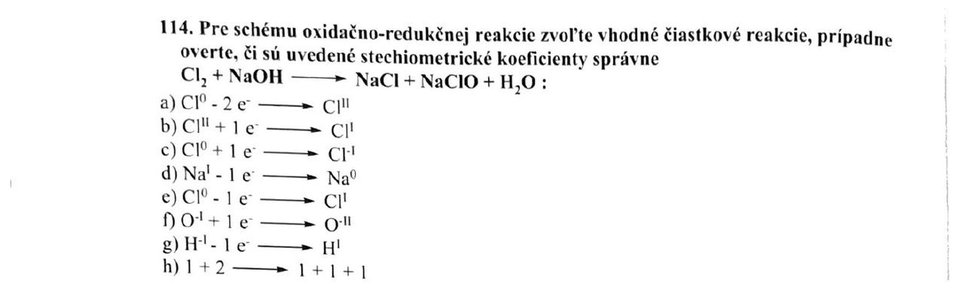 114. Pre schému oxidačno-redukčnej reakcie zvoľte vhodné čiastkové reakcie, prípadne
overte, či sú uvedené stechiometrické koeficienty správne
Cl₂ + NaOH ⟶ NaCl + NaClO + H₂O :
a) Cl⁰ - 2 e⁻ ⟶ Clᴵᴵ
b) Clᴵᴵ + 1 e⁻ ⟶ Clᴵ
c) Cl⁰ + 1 e⁻ ⟶ Cl⁻ᴵ
d) Naᴵ - 1 e⁻ ⟶ Na⁰
e) Cl⁰ - 1 e⁻ ⟶ Clᴵ
f) O⁻ᴵ + 1 e⁻ ⟶ O⁻ᴵᴵ
g) H⁻ᴵ - 1 e⁻ ⟶ Hᴵ
h) 1 + 2 ⟶ 1 + 1 + 1